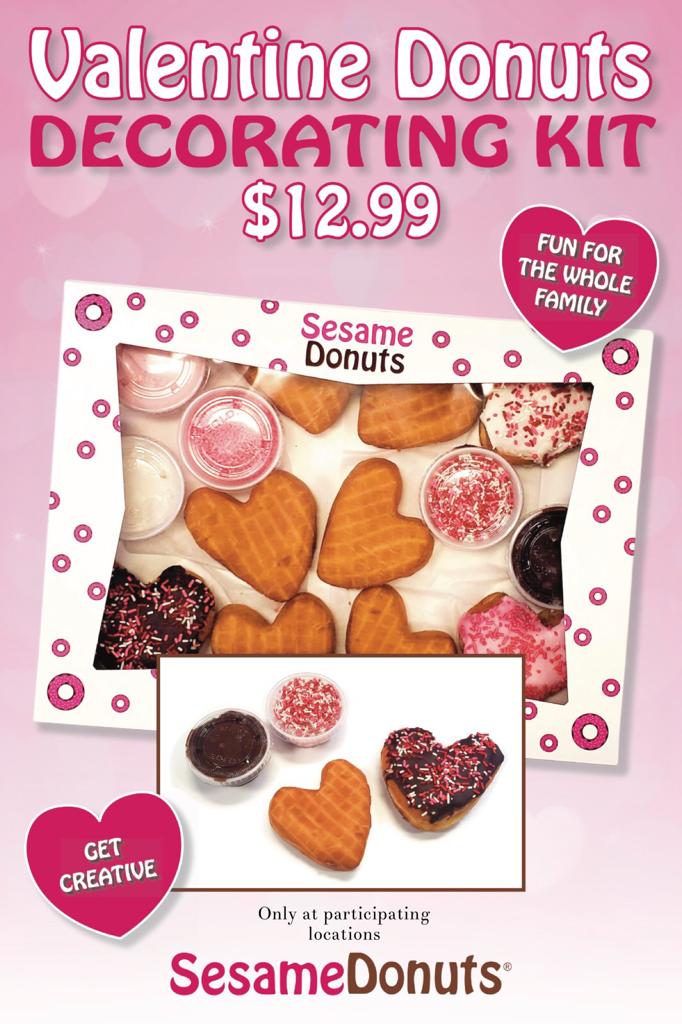 Valentine Donuts
DECORATING KIT
$12.99
FUN FOR
THE WHOLE
FAMILY
Sesame
Donuts
GET
CREATIVE
Only at participating
locations
SesameDonuts®